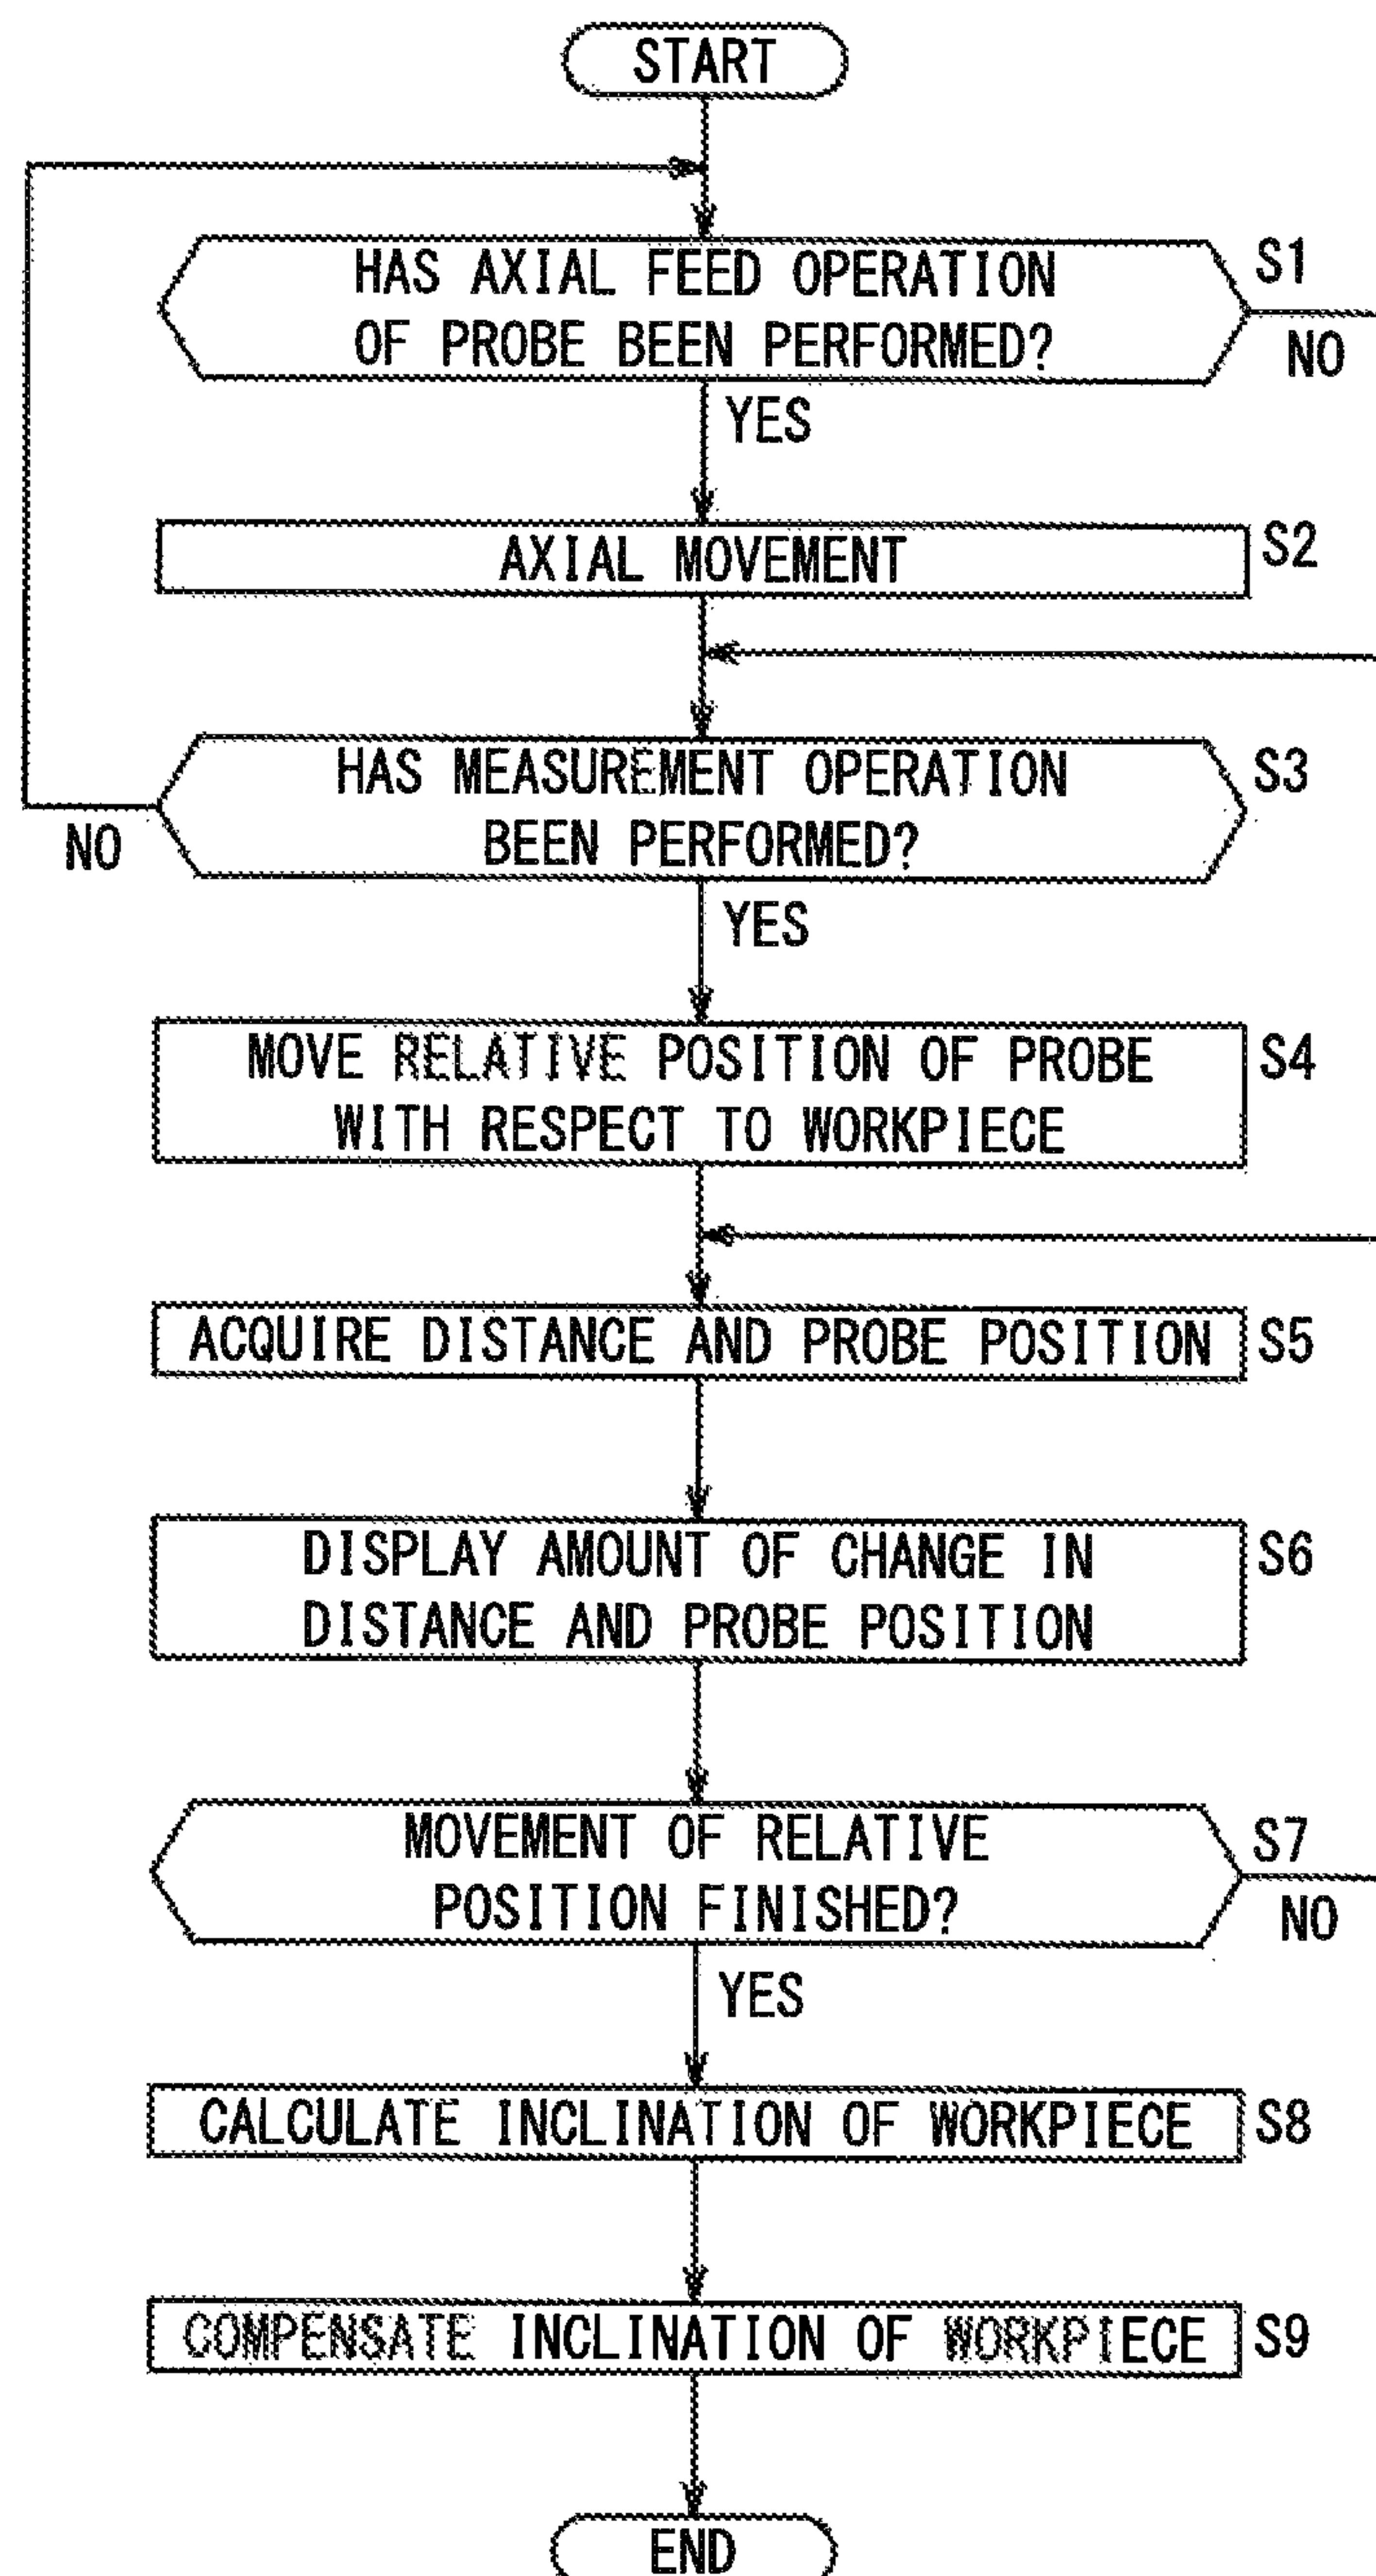 START
HAS AXIAL FEED OPERATION
OF PROBE BEEN PERFORMED?
S1
NO
YES
AXIAL MOVEMENT
S2
HAS MEASUREMENT OPERATION
BEEN PERFORMED?
S3
NO
YES
MOVE RELATIVE POSITION OF PROBE
WITH RESPECT TO WORKPIECE
S4
ACQUIRE DISTANCE AND PROBE POSITION
S5
DISPLAY AMOUNT OF CHANGE IN
DISTANCE AND PROBE POSITION
S6
MOVEMENT OF RELATIVE
POSITION FINISHED?
S7
NO
YES
CALCULATE INCLINATION OF WORKPIECE
S8
COMPENSATE INCLINATION OF WORKPIECE
S9
END